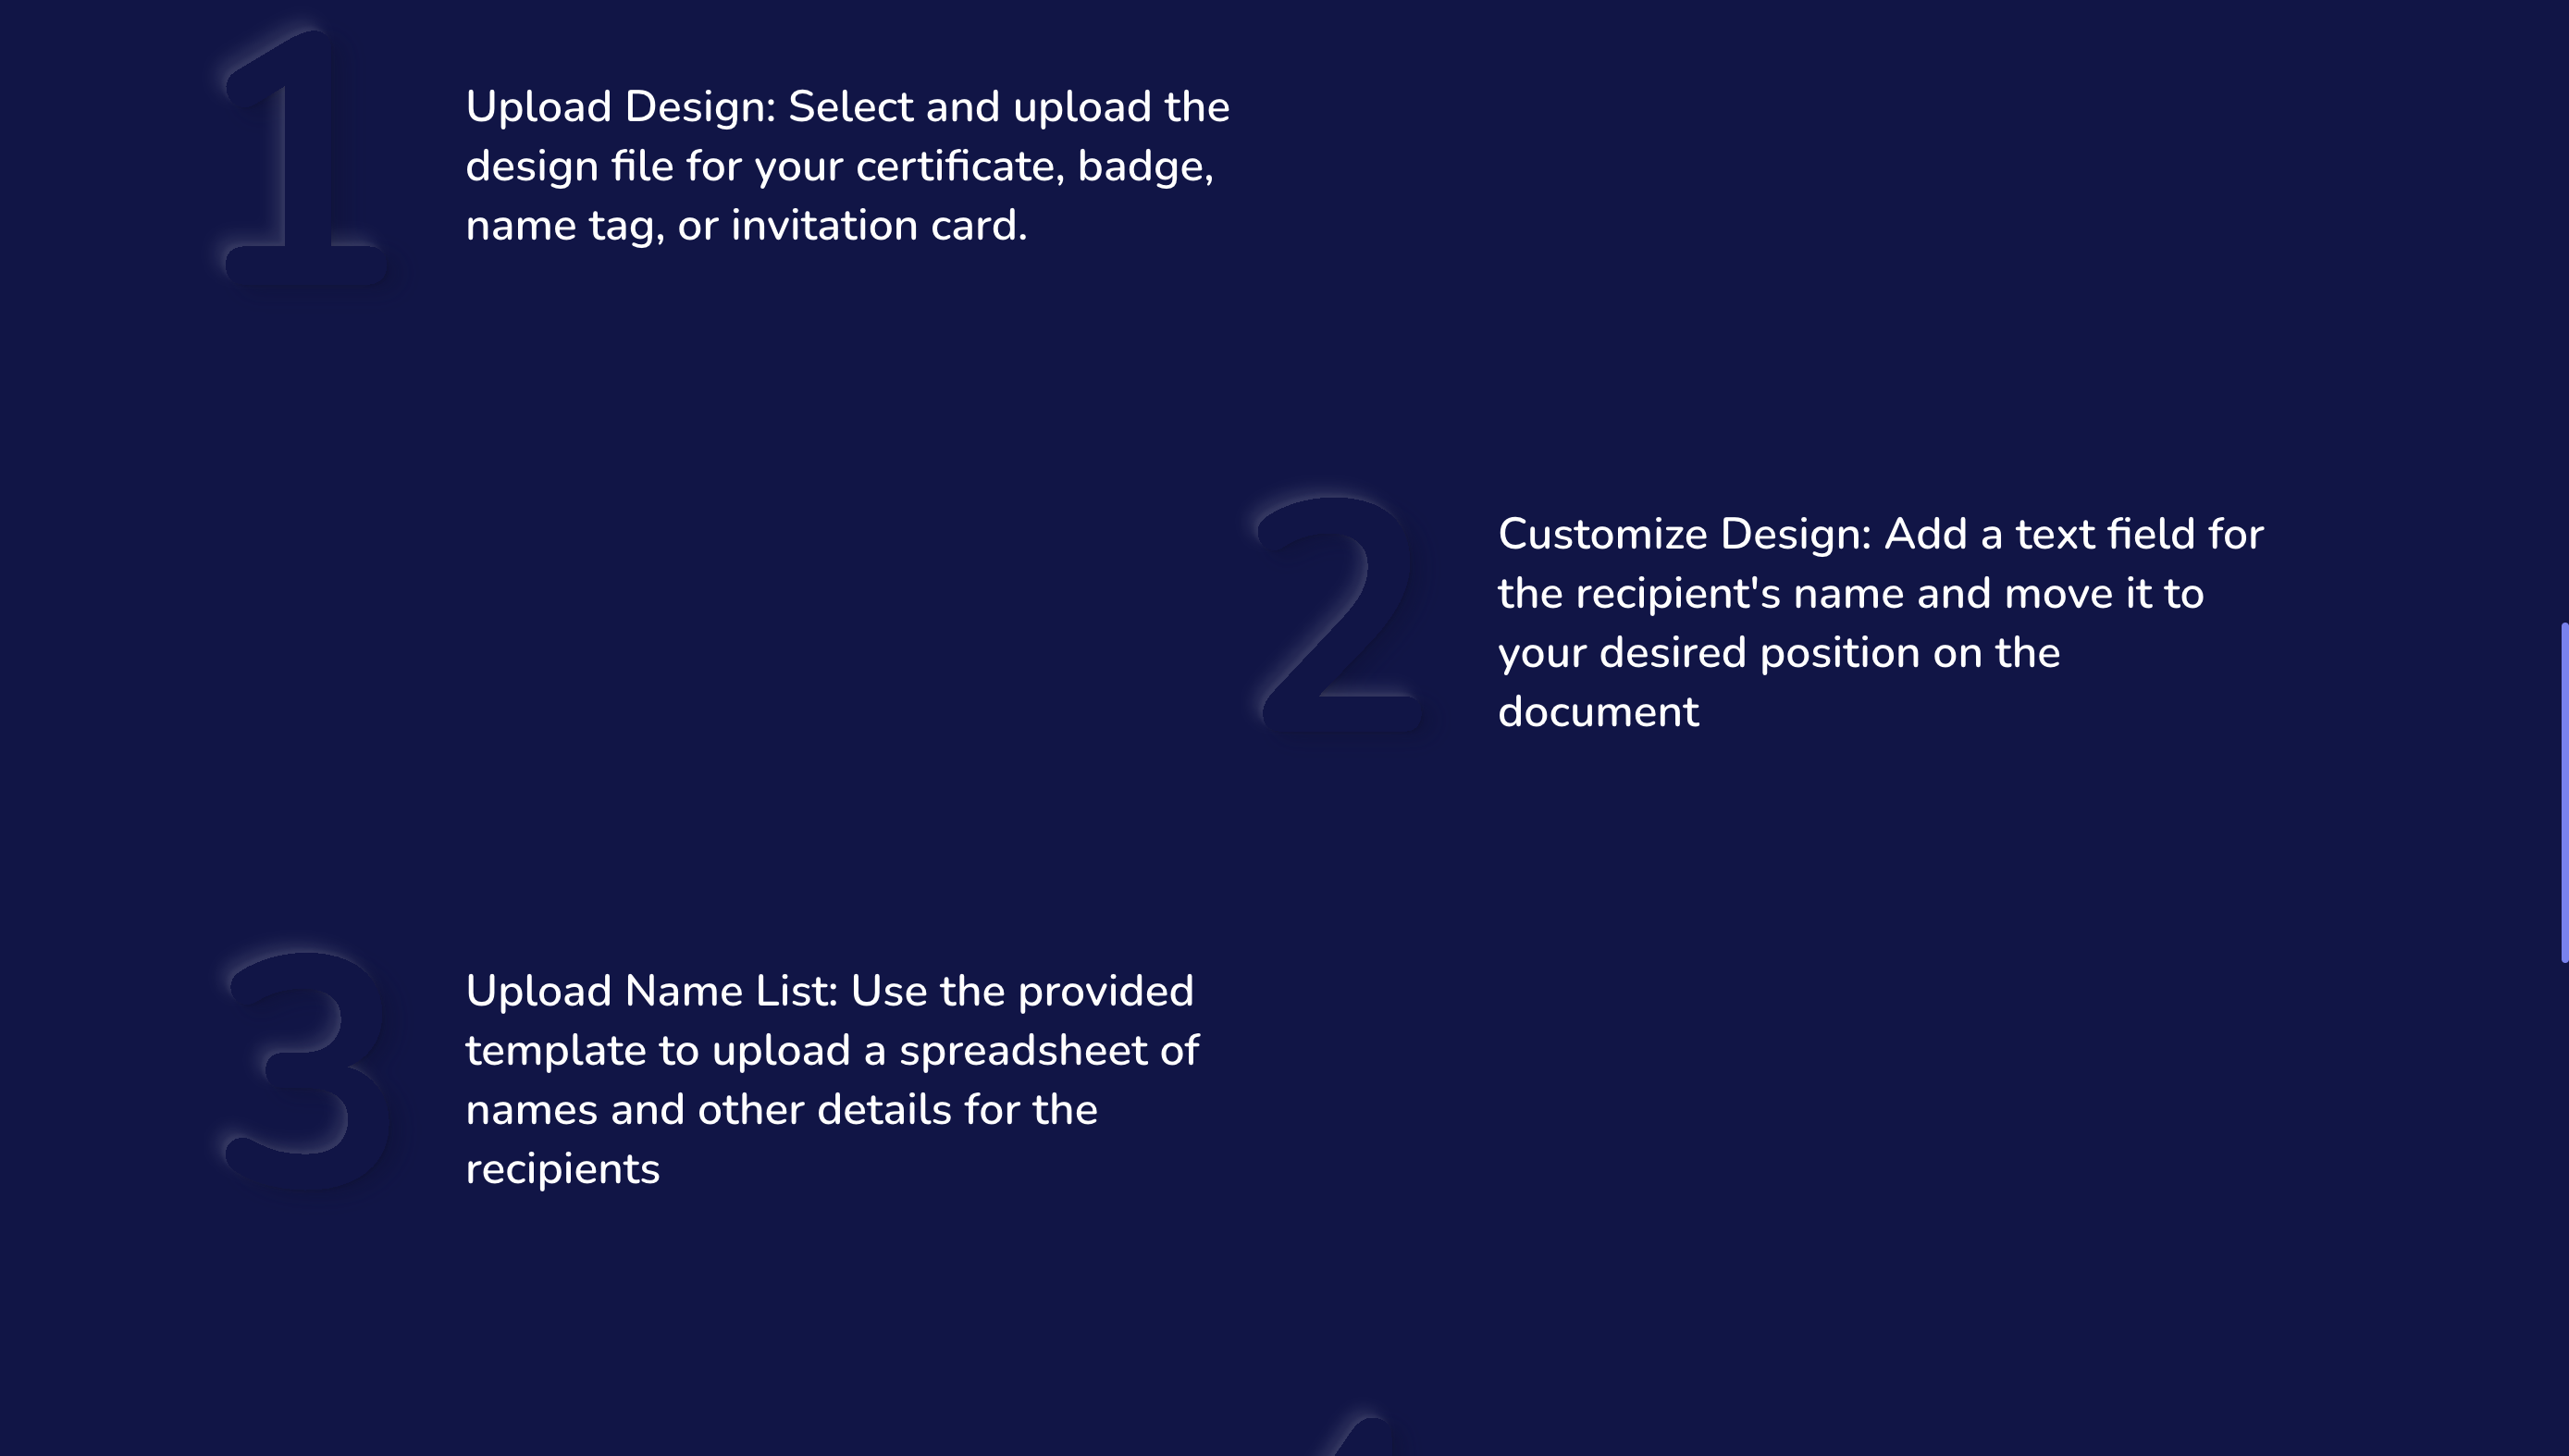 1
Upload Design: Select and upload the
design file for your certificate, badge,
name tag, or invitation card.
2
Customize Design: Add a text field for
the recipient's name and move it to
your desired position on the
document
3
Upload Name List: Use the provided
template to upload a spreadsheet of
names and other details for the
recipients